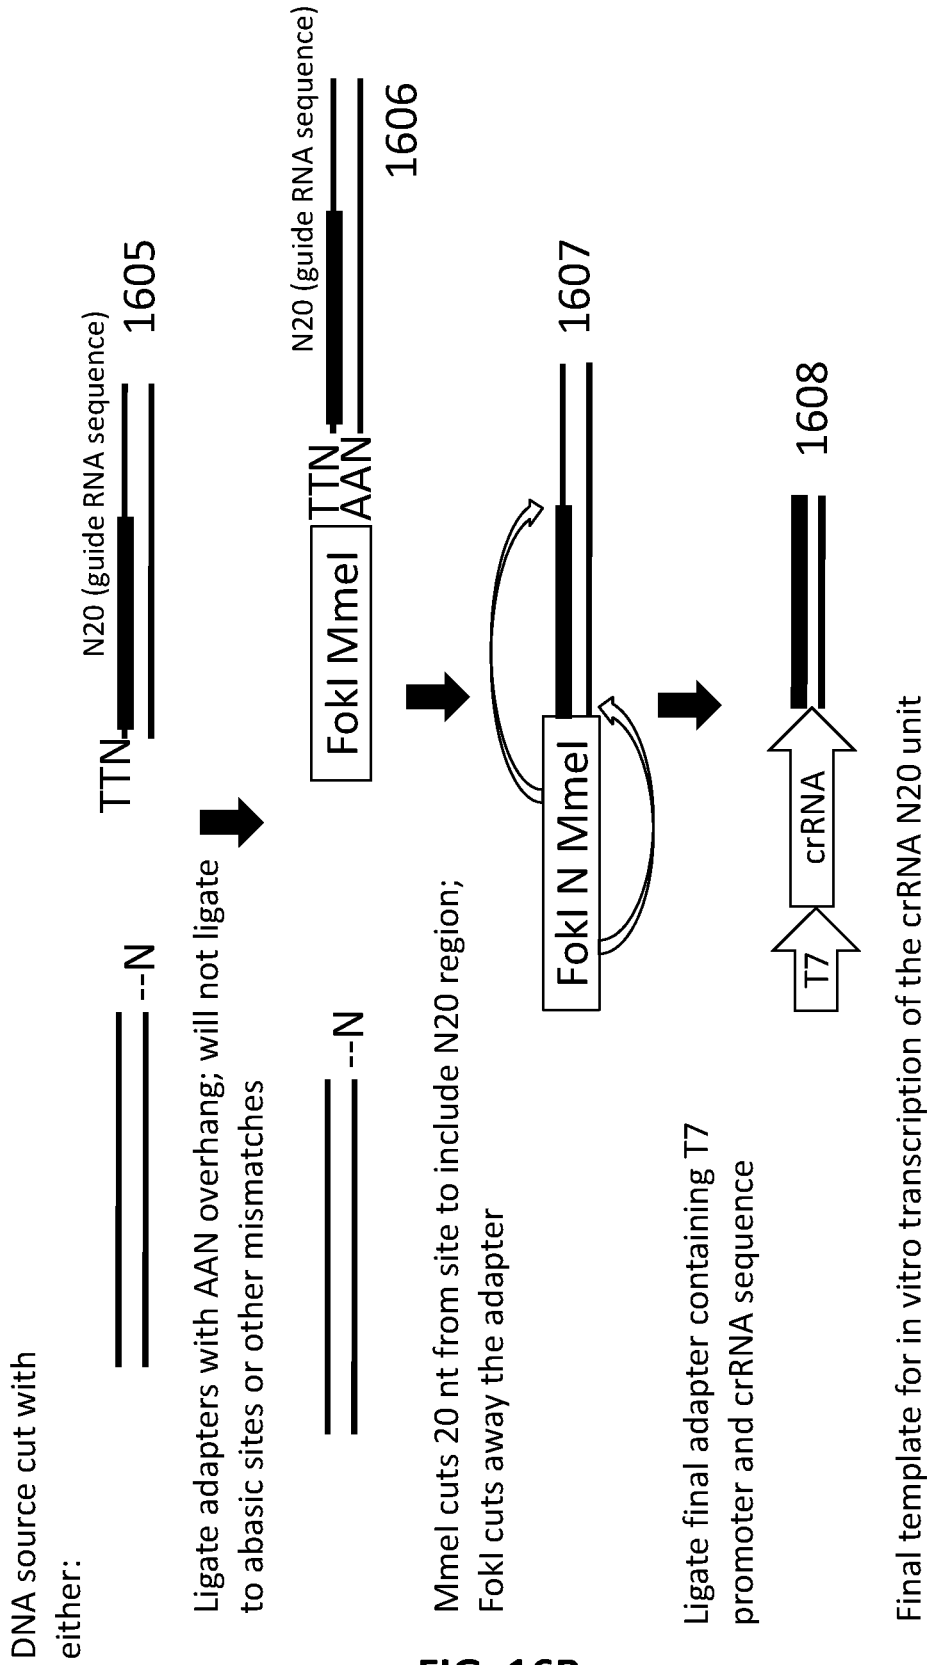 DNA source cut with
either:
--N
TTN
N20 (guide RNA sequence)
1605
Ligate adapters with AAN overhang; will not ligate
to abasic sites or other mismatches
--N
FokI MmeI
TTN
AAN
N20 (guide RNA sequence)
1606
MmeI cuts 20 nt from site to include N20 region;
FokI cuts away the adapter
FokI N MmeI
1607
Ligate final adapter containing T7
promoter and crRNA sequence
T7
crRNA
1608
Final template for in vitro transcription of the crRNA N20 unit
FIG.